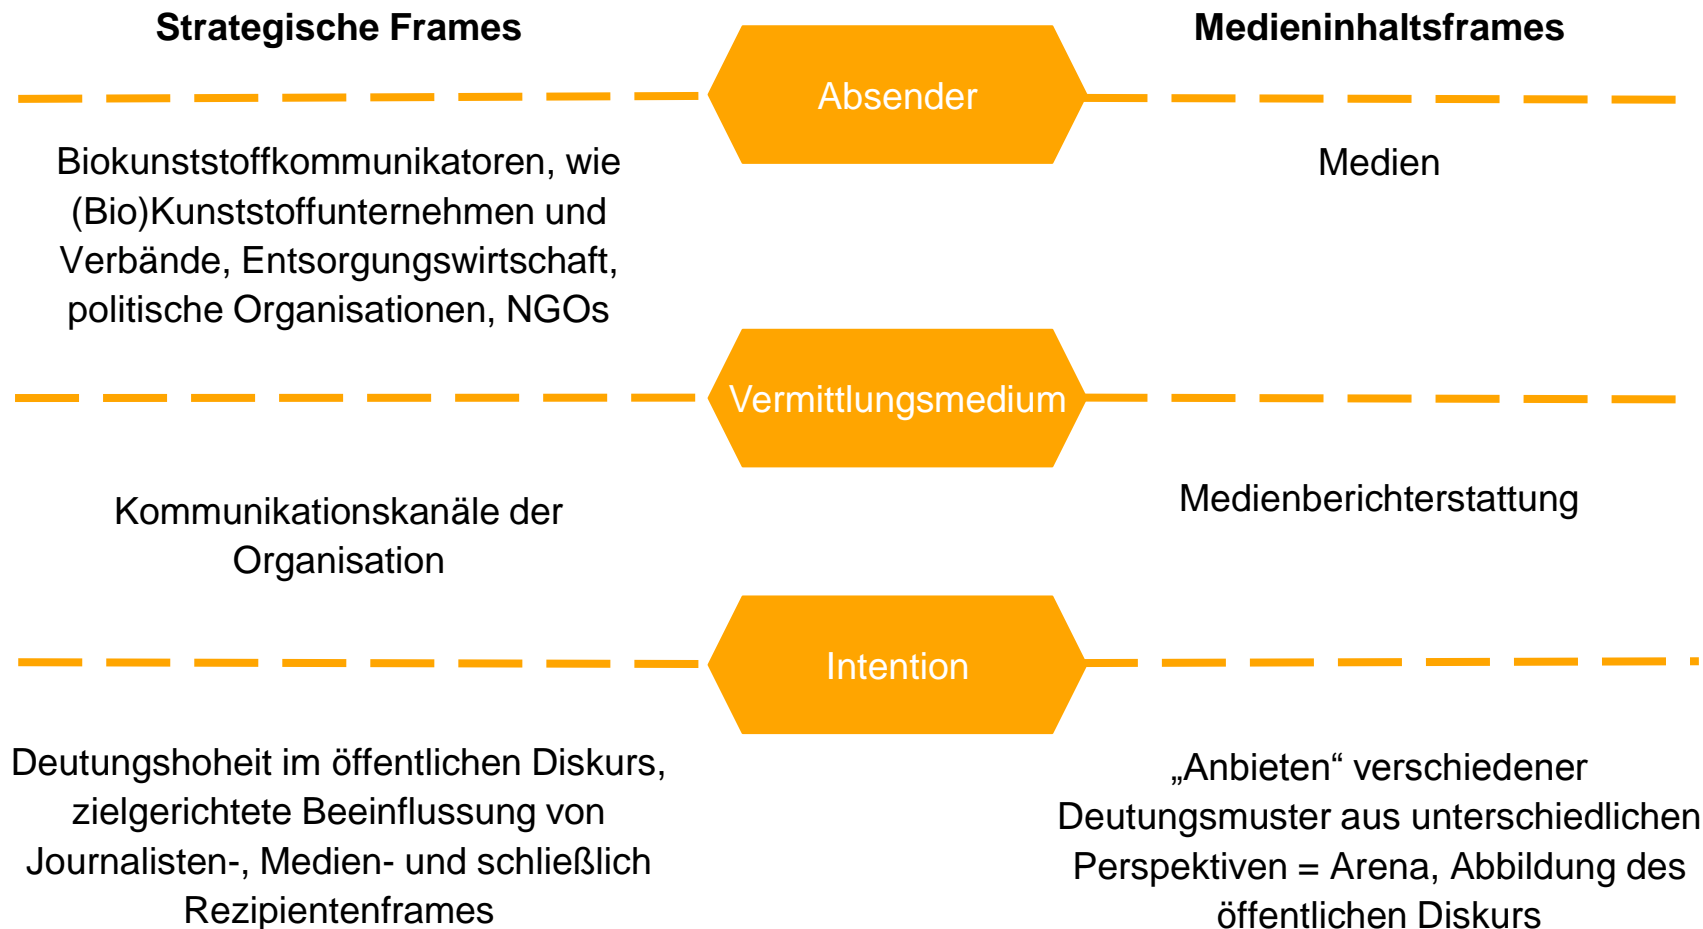 Strategische Frames
Medieninhaltsframes
Absender
Biokunststoffkommunikatoren, wie
(Bio)Kunststoffunternehmen und
Verbände, Entsorgungswirtschaft,
politische Organisationen, NGOs
Medien
Vermittlungsmedium
Kommunikationskanäle der
Organisation
Medienberichterstattung
Intention
Deutungshoheit im öffentlichen Diskurs,
zielgerichtete Beeinflussung von
Journalisten-, Medien- und schließlich
Rezipientenframes
„Anbieten“ verschiedener
Deutungsmuster aus unterschiedlichen
Perspektiven = Arena, Abbildung des
öffentlichen Diskurs